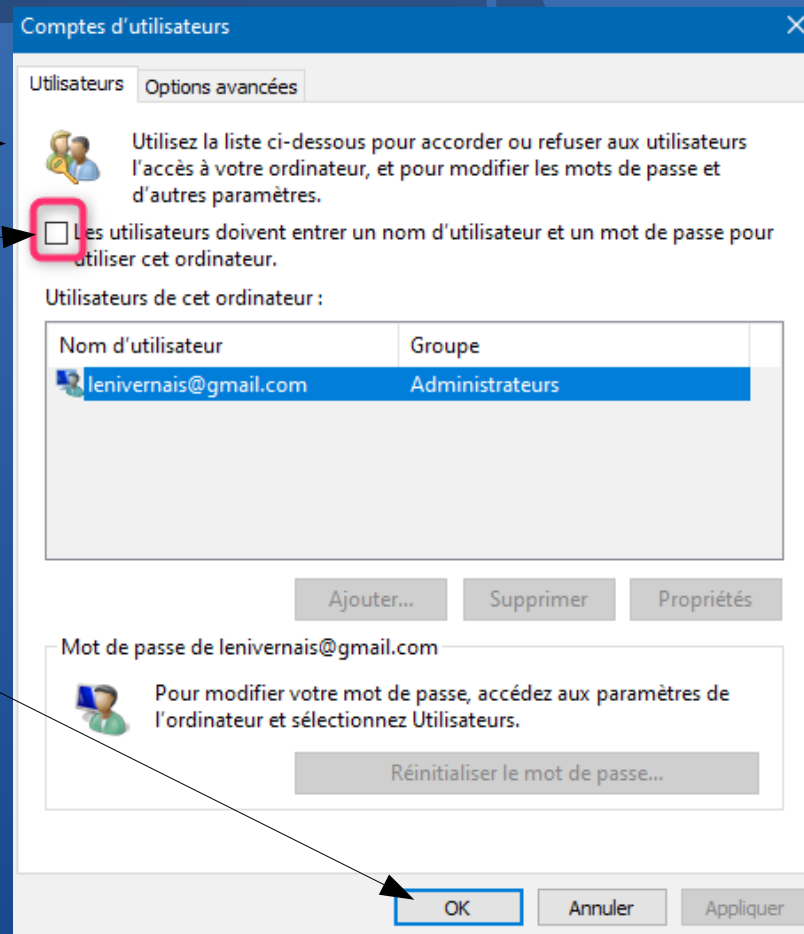 Comptes d'utilisateurs
Utilisateurs
Options avancées
Utilisez la liste ci-dessous pour accorder ou refuser aux utilisateurs
l'accès à votre ordinateur, et pour modifier les mots de passe et
d'autres paramètres.
Les utilisateurs doivent entrer un nom d'utilisateur et un mot de passe pour
utiliser cet ordinateur.
Utilisateurs de cet ordinateur :
Nom d'utilisateur Groupe
lenivernais@gmail.com Administrateurs
Ajouter... Supprimer Propriétés
Mot de passe de lenivernais@gmail.com
Pour modifier votre mot de passe, accédez aux paramètres de
l'ordinateur et sélectionnez Utilisateurs.
Réinitialiser le mot de passe...
OK Annuler Appliquer